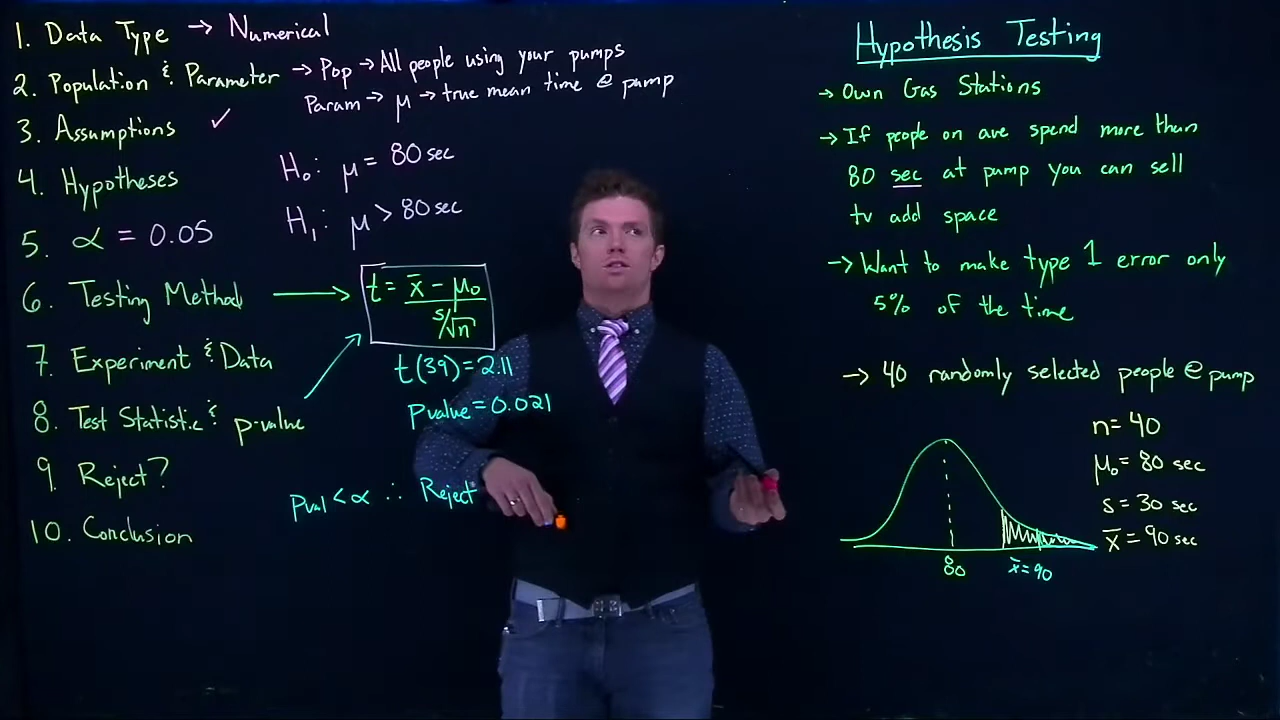 1. Data Type → Numerical
2. Population & Parameter → Pop → All people using your pumps
Param → μ → true mean time @ pump
3. Assumptions ✓
4. Hypotheses
H₀: μ = 80 sec
H₁: μ > 80 sec
5. α = 0.05
6. Testing Method → t = x̄ - μ₀ / s/√n
7. Experiment & Data
t(39) = 2.11
8. Test Statistic & p-value
pvalue = 0.021
9. Reject?
Pval < α ∴ Reject
10. Conclusion
Hypothesis Testing
→ Own Gas Stations
→ If people on ave spend more than
80 sec at pump you can sell
tv add space
→ Want to make type 1 error only
5% of the time
→ 40 randomly selected people @ pump
n = 40
μ₀ = 80 sec
s = 30 sec
x̄ = 90 sec
80
x̄ = 90